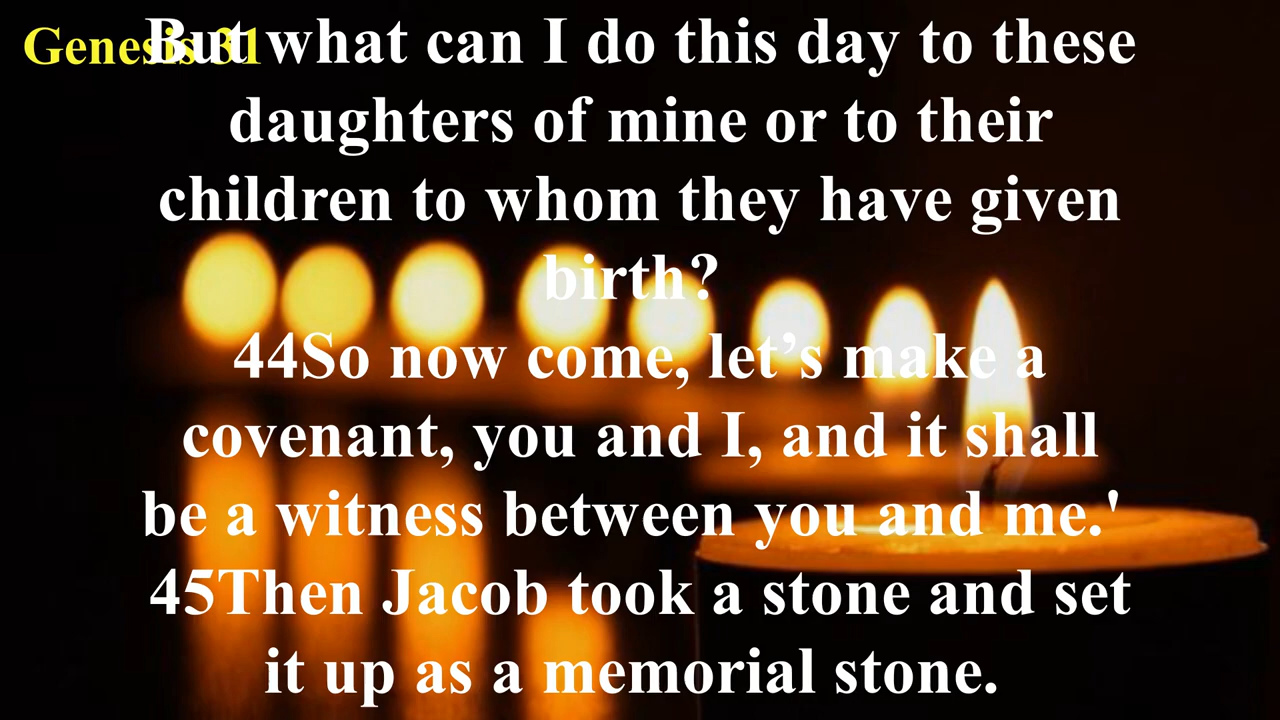 Genesis 31
But what can I do this day to these
daughters of mine or to their
children to whom they have given
birth?
44So now come, let’s make a
covenant, you and I, and it shall
be a witness between you and me.'
45Then Jacob took a stone and set
it up as a memorial stone.